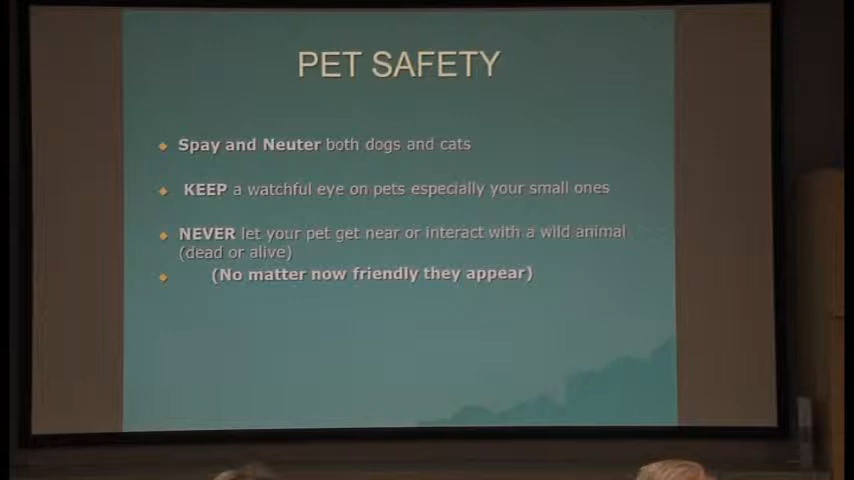 PET SAFETY
Spay and Neuter both dogs and cats
KEEP a watchful eye on pets especially your small ones
NEVER let your pet get near or interact with a wild animal
(dead or alive)
(No matter now friendly they appear)